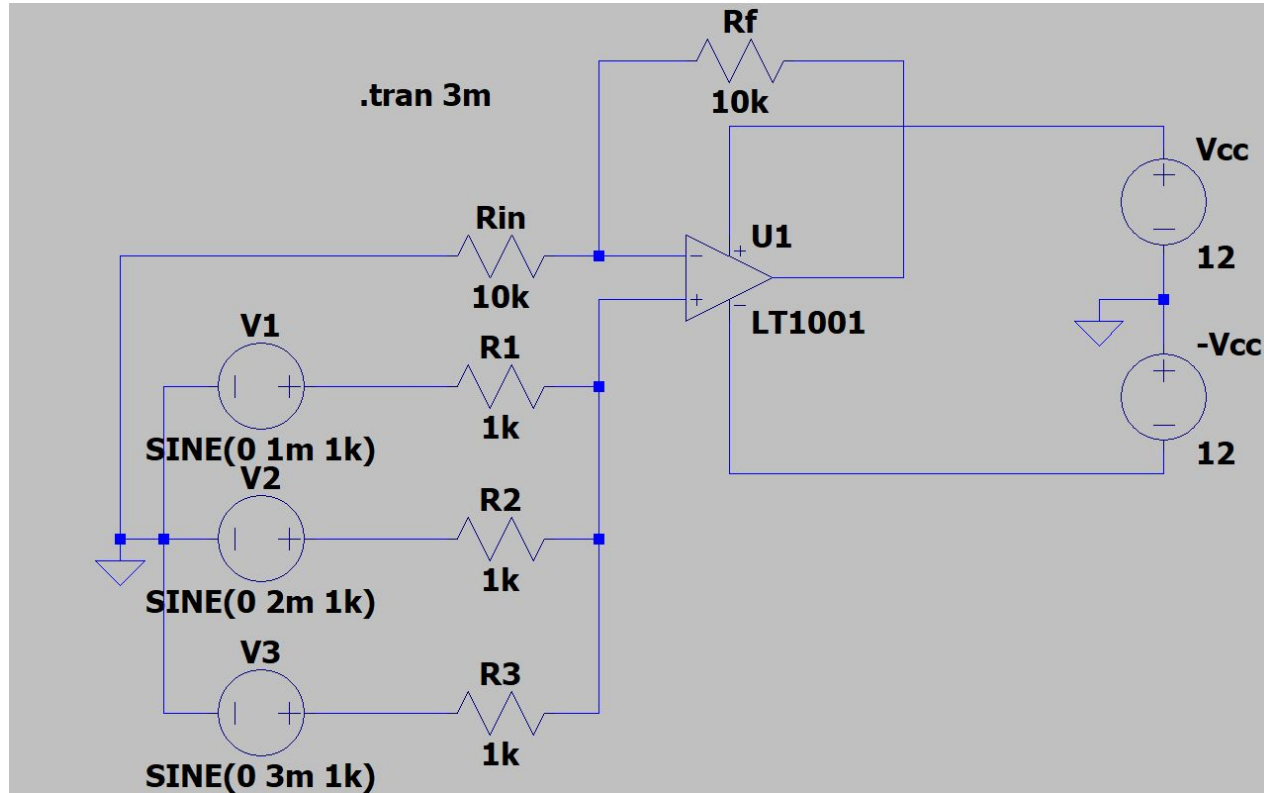 Rf
10k
.tran 3m
Vcc
12
Rin
10k
U1
LT1001
-Vcc
12
V1
SINE(0 1m 1k)
R1
1k
V2
SINE(0 2m 1k)
R2
1k
V3
SINE(0 3m 1k)
R3
1k